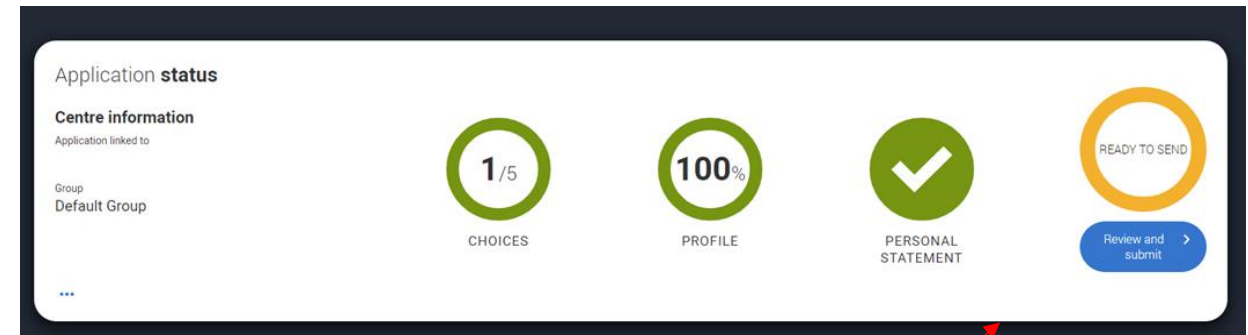 Application status
Centre information
Application linked to
Group
Default Group
1/5
CHOICES
100%
PROFILE
PERSONAL
STATEMENT
READY TO SEND
Review and
submit